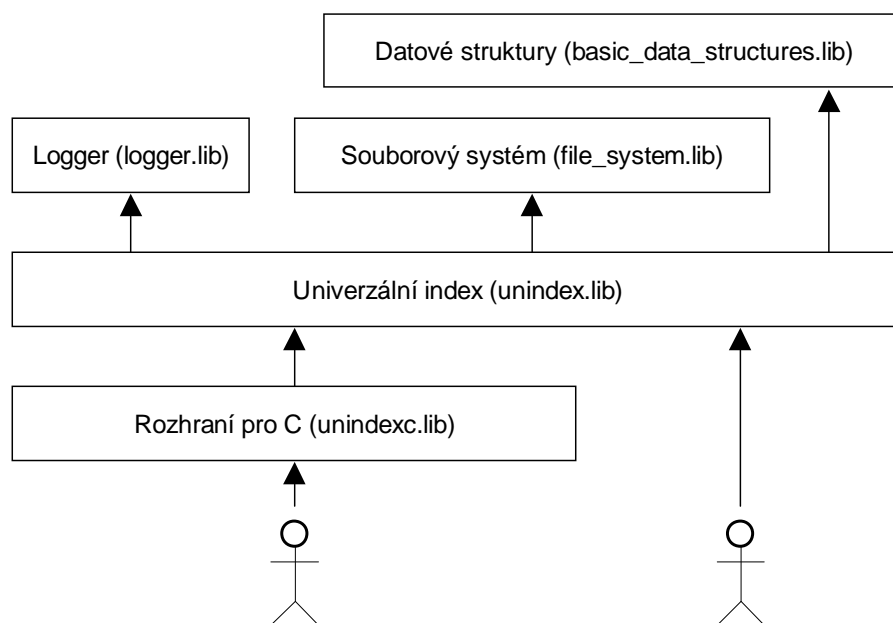 Datové struktury (basic_data_structures.lib)
Logger (logger.lib)
Souborový systém (file_system.lib)
Univerzální index (unindex.lib)
Rozhraní pro C (unindexc.lib)